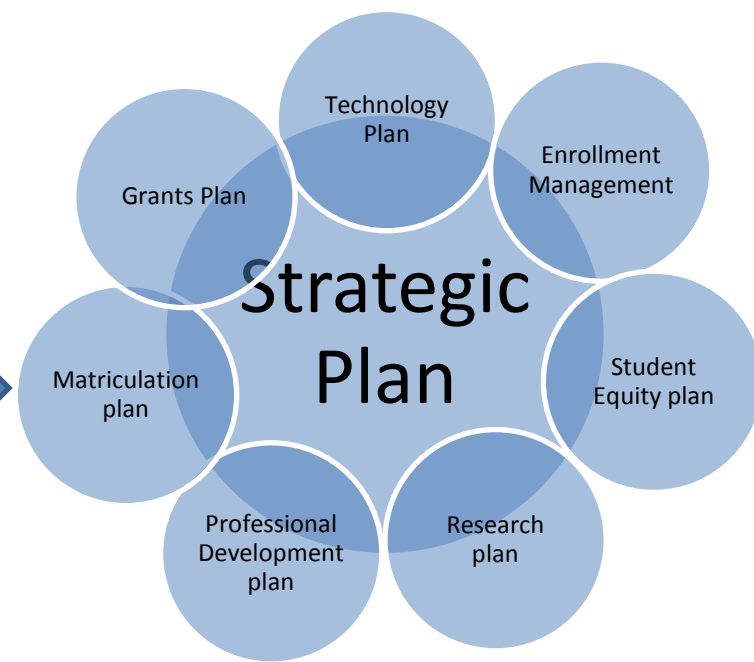 Technology
Plan
Enrollment
Management
Grants Plan
Strategic
Plan
Student
Equity plan
Matriculation
plan
Research
plan
Professional
Development
plan